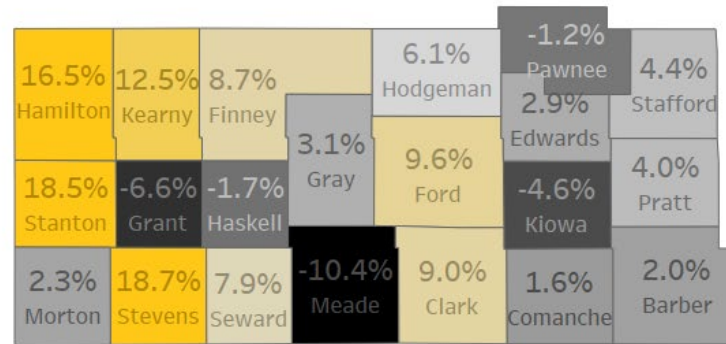 16.5%
Hamilton
12.5%
Kearny
8.7%
Finney
6.1%
Hodgeman
-1.2%
Pawnee
4.4%
Stafford
2.9%
Edwards
3.1%
Gray
9.6%
Ford
18.5%
Stanton
-6.6%
Grant
-1.7%
Haskell
-4.6%
Kiowa
4.0%
Pratt
2.3%
Morton
18.7%
Stevens
7.9%
Seward
-10.4%
Meade
9.0%
Clark
1.6%
Comanche
2.0%
Barber